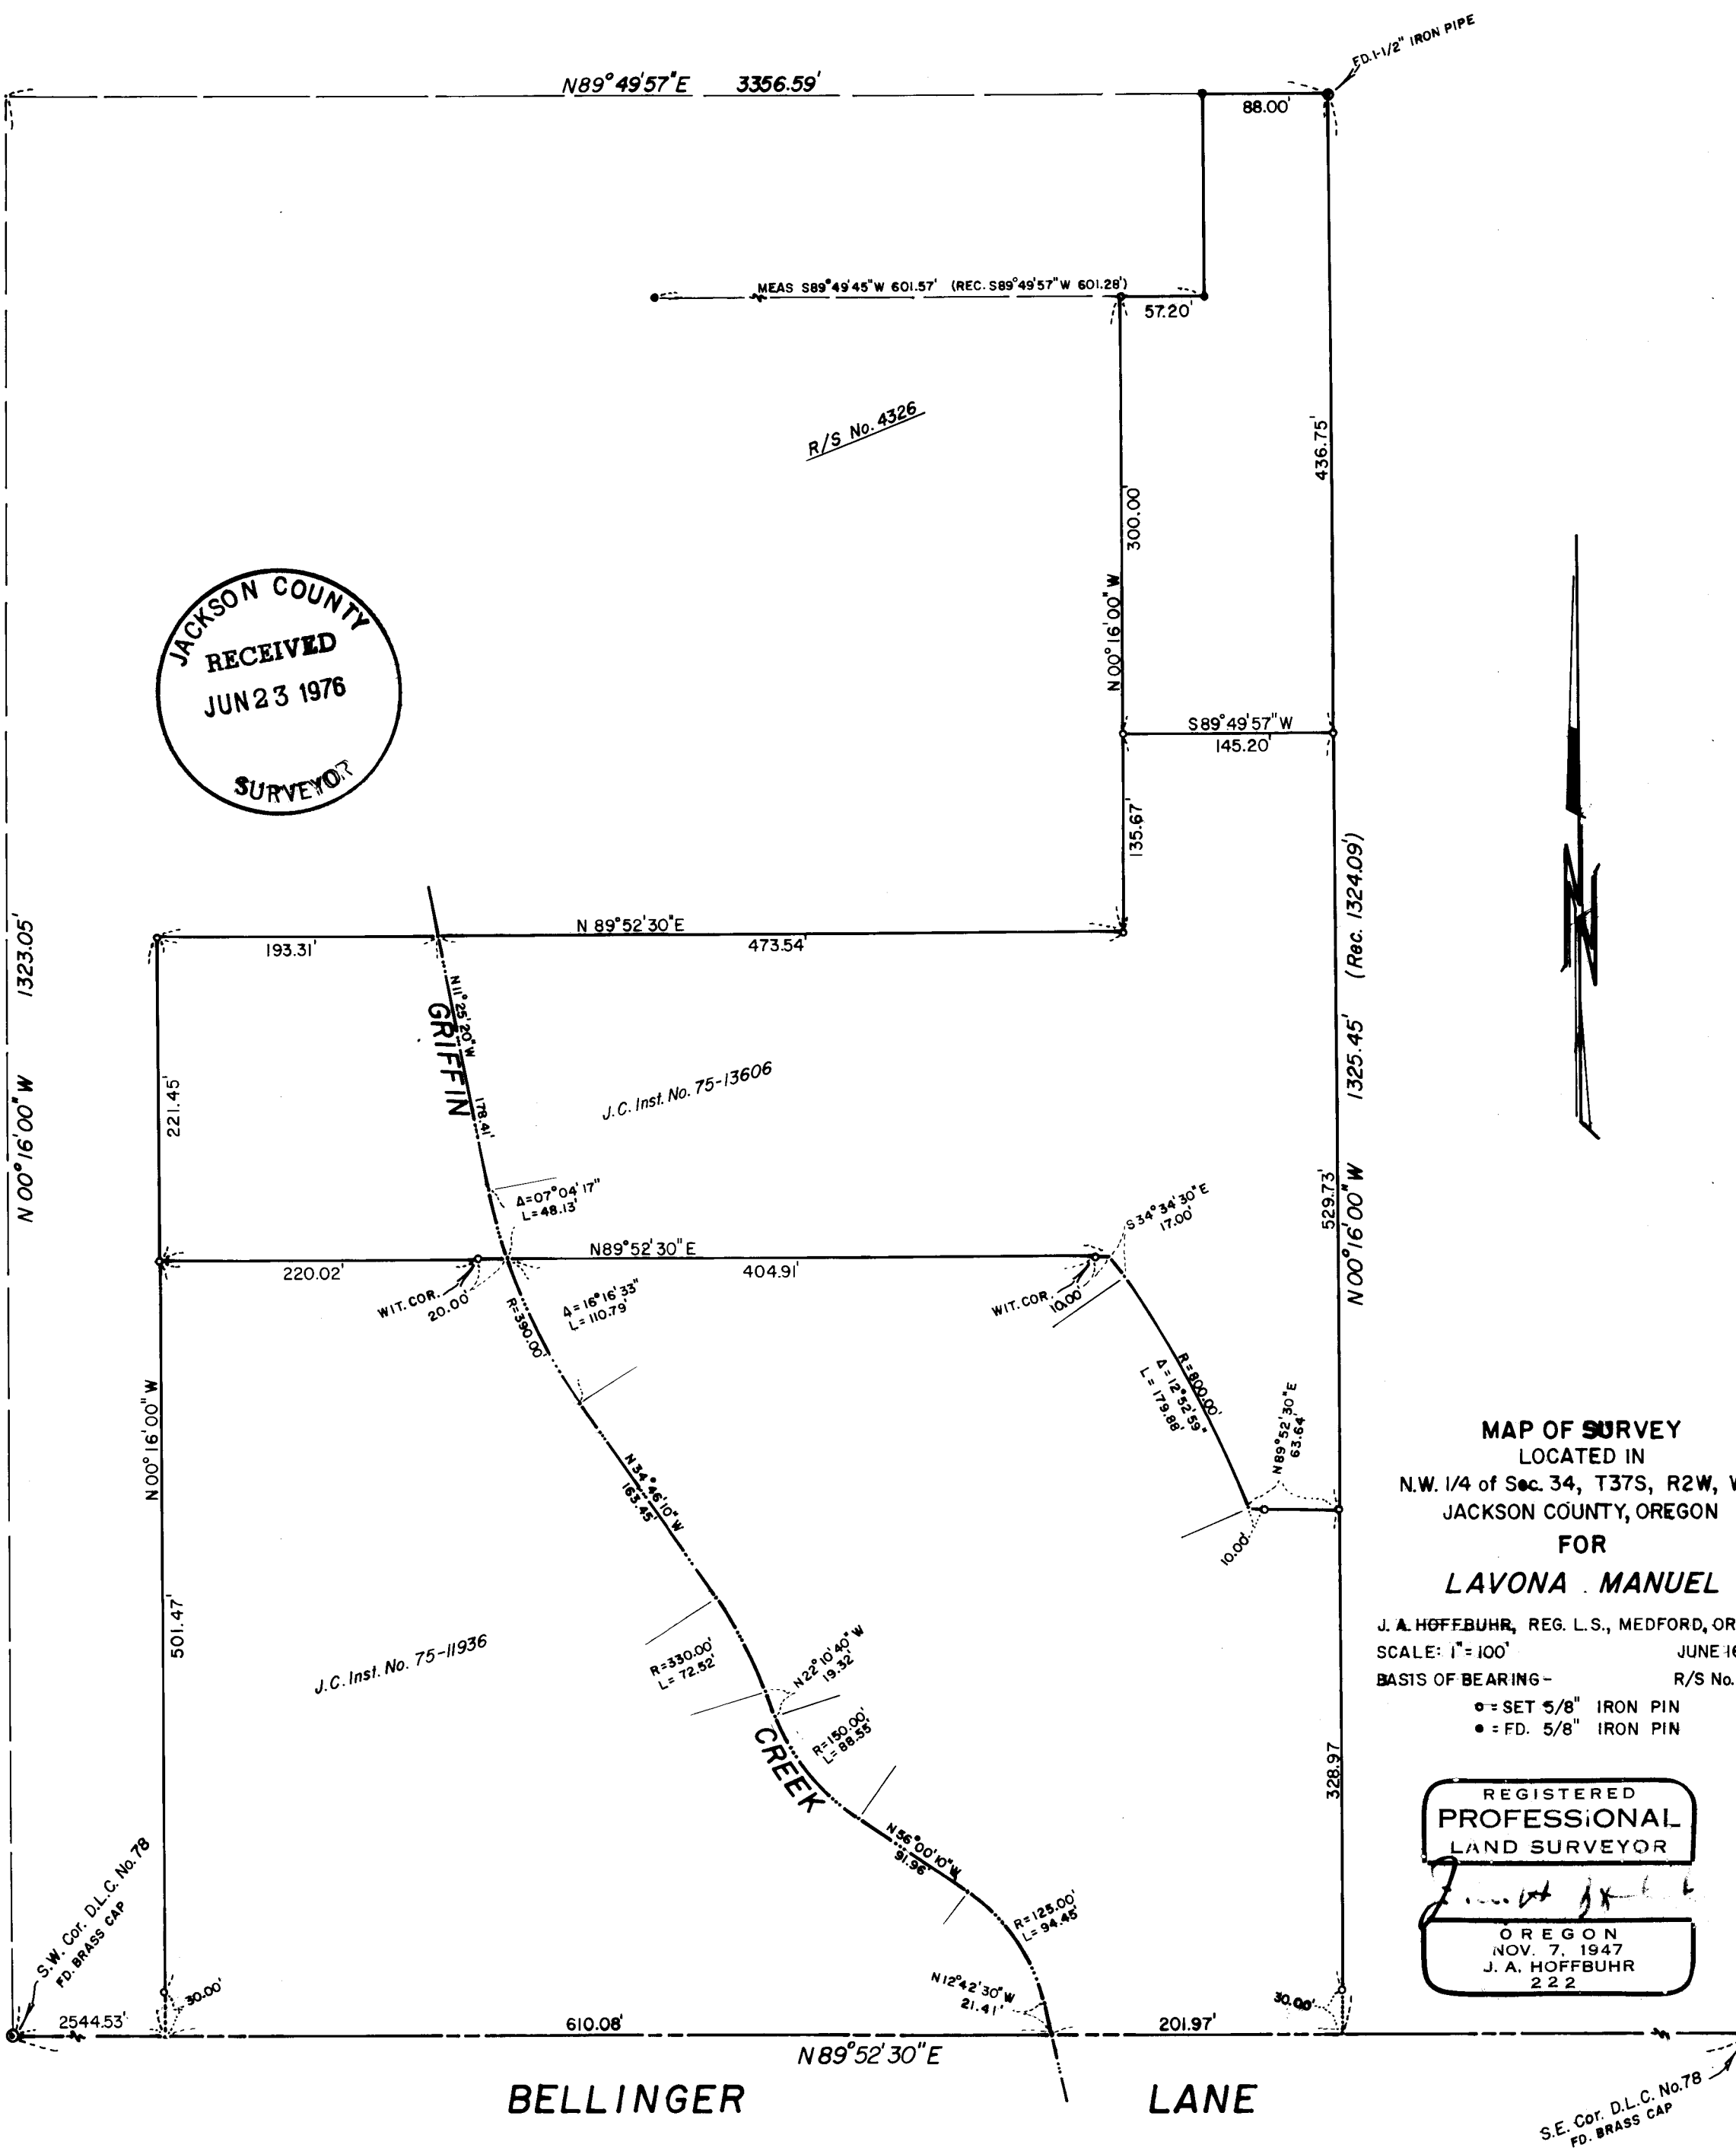 FD. 1-1/2" IRON PIPE
N89°49'57"E 3356.59'
88.00'
MEAS S89°49'45"W 601.57' (REC. S89°49'57"W 601.28')
57.20'
R/S No. 4326
436.75'
300.00'
N00°16'00"W
JACKSON COUNTY
RECEIVED
JUN 23 1976
SURVEYOR
S89°49'57"W
145.20'
135.67'
(Rec. 1324.09')
1325.45'
N00°16'00"W
529.73'
1323.05'
N00°16'00"W
N89°52'30"E
193.31'
473.54'
N11°25'20"W
178.41'
GRIFFIN
221.45'
J.C. Inst. No. 75-13606
Δ=07°04'17"
L=48.13'
S34°34'30"E
17.00'
N89°52'30"E
220.02'
404.91'
WIT. COR.
20.00'
WIT. COR.
10.00'
Δ=16°16'33"
L=110.79'
R=390.00'
R=800.00'
Δ=12°52'59"
L=179.88'
N89°52'30"E
63.64'
10.00'
N00°16'00"W
501.47'
N34°46'10"W
163.45'
J.C. Inst. No. 75-11936
R=330.00'
L=72.52'
N22°10'40"W
19.32'
R=150.00'
L=88.55'
CREEK
N56°00'10"W
91.96'
R=125.00'
L=94.45'
N12°42'30"W
21.41'
328.97
MAP OF SURVEY
LOCATED IN
N.W. 1/4 of Sec. 34, T37S, R2W,
JACKSON COUNTY, OREGON
FOR
LAVONA MANUEL
J. A. HOFFBUHR, REG. L.S., MEDFORD, OR
SCALE: 1"=100' JUNE 16
BASIS OF BEARING- R/S No.
o = SET 5/8" IRON PIN
● = FD. 5/8" IRON PIN
REGISTERED
PROFESSIONAL
LAND SURVEYOR
OREGON
NOV. 7, 1947
J. A. HOFFBUHR
222
S.W. Cor. D.L.C. No. 78
FD. BRASS CAP
30.00'
30.00'
2544.53'
610.08'
201.97'
N89°52'30"E
BELLINGER LANE
S.E. Cor. D.L.C. No. 78
FD. BRASS CAP